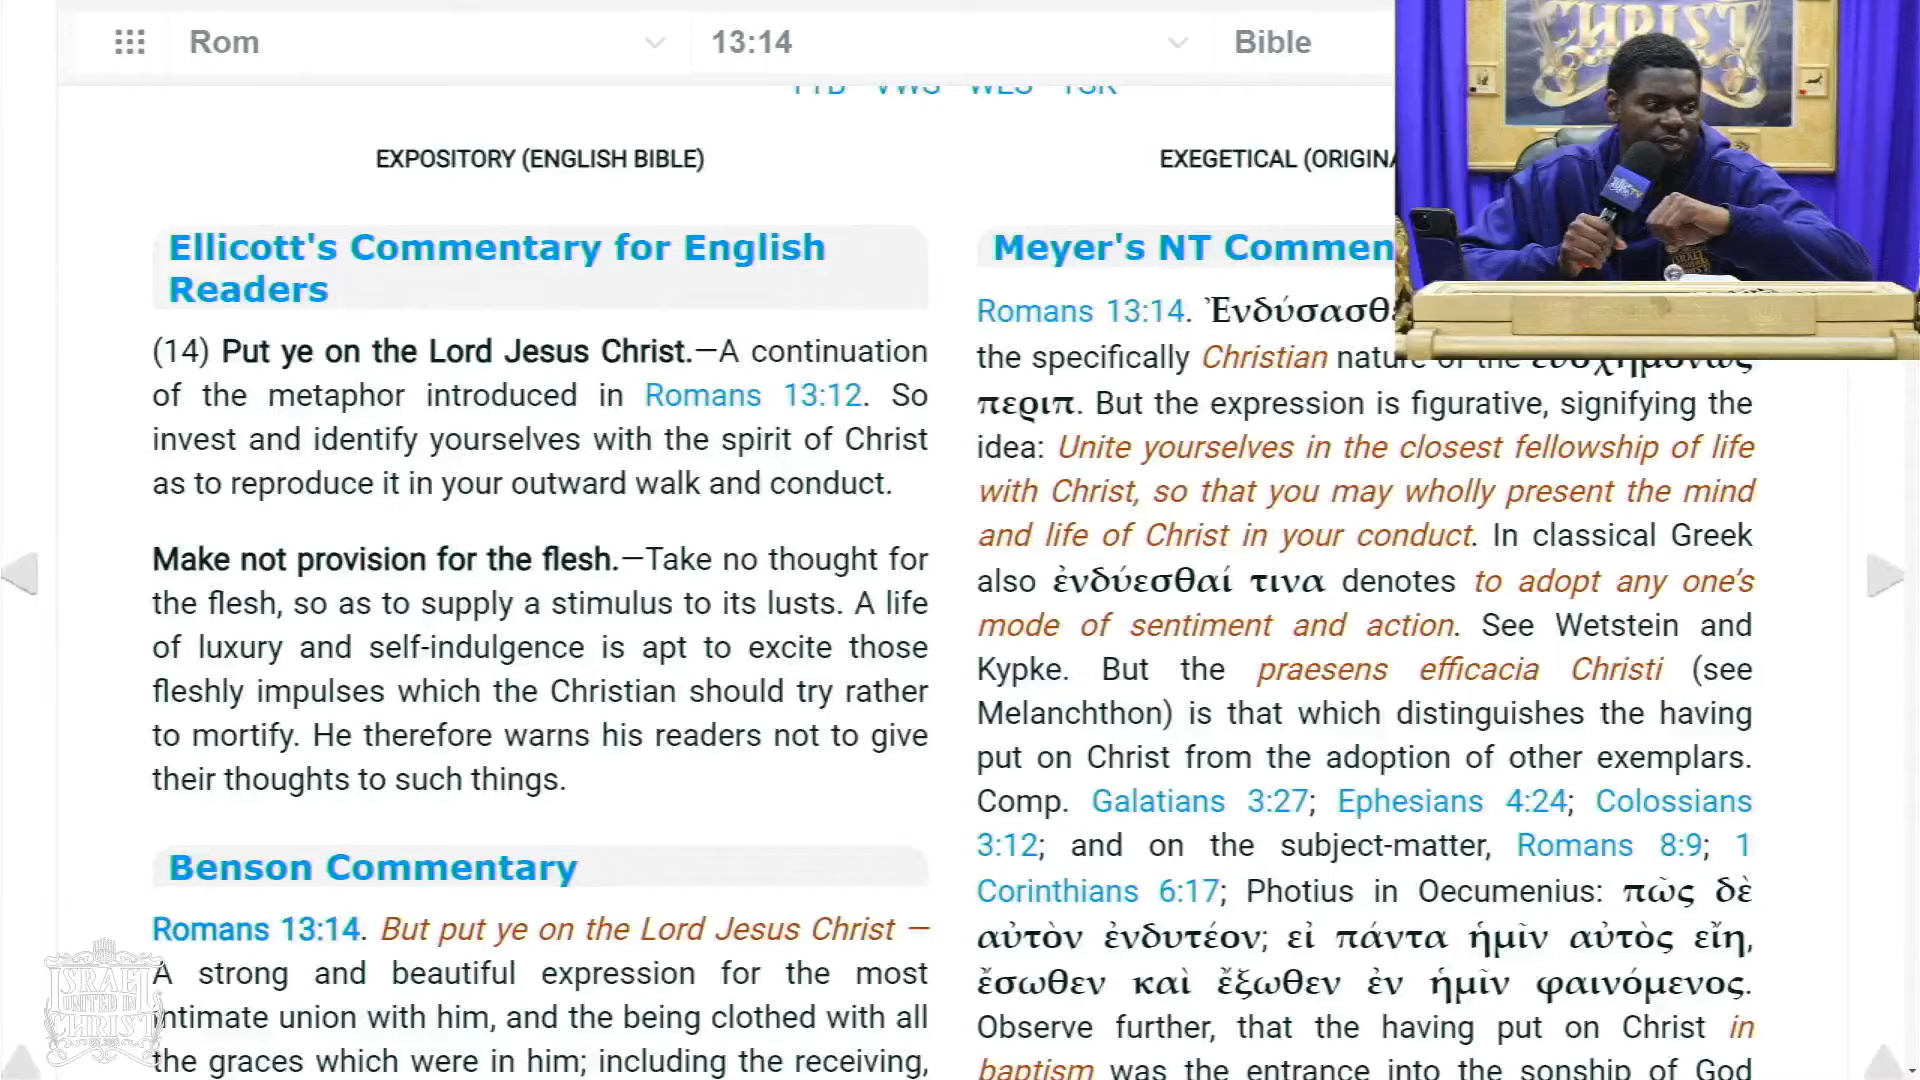 Rom
13:14
Bible
EXPOSITORY (ENGLISH BIBLE)
Ellicott's Commentary for English
Readers
(14) Put ye on the Lord Jesus Christ.—A continuation
of the metaphor introduced in Romans 13:12. So
invest and identify yourselves with the spirit of Christ
as to reproduce it in your outward walk and conduct.
Make not provision for the flesh.—Take no thought for
the flesh, so as to supply a stimulus to its lusts. A life
of luxury and self-indulgence is apt to excite those
fleshly impulses which the Christian should try rather
to mortify. He therefore warns his readers not to give
their thoughts to such things.
Benson Commentary
Romans 13:14. But put ye on the Lord Jesus Christ —
A strong and beautiful expression for the most
intimate union with him, and the being clothed with all
the graces which were in him; including the receiving,
EXEGETICAL
Meyer's NT
Romans 13:14.
the specifically Christian nature of the εὐσχημόνως
περιπ. But the expression is figurative, signifying the
idea: Unite yourselves in the closest fellowship of life
with Christ, so that you may wholly present the mind
and life of Christ in your conduct. In classical Greek
also ἐνδύεσθαί τινα denotes to adopt any one’s
mode of sentiment and action. See Wetstein and
Kypke. But the praesens efficacia Christi (see
Melanchthon) is that which distinguishes the having
put on Christ from the adoption of other exemplars.
Comp. Galatians 3:27; Ephesians 4:24; Colossians
3:12; and on the subject-matter, Romans 8:9; 1
Corinthians 6:17; Photius in Oecumenius: πῶς δὲ
αὐτὸν ἐνδυτέον; εἰ πάντα ἡμῖν αὐτὸς εἴη,
ἔσωθεν καὶ ἔξωθεν ἐν ἡμῖν φαινόμενος.
Observe further, that the having put on Christ in
baptism was the entrance into the sonship of God
CHRIST
ISRAEL
UNITED IN
CHRIST